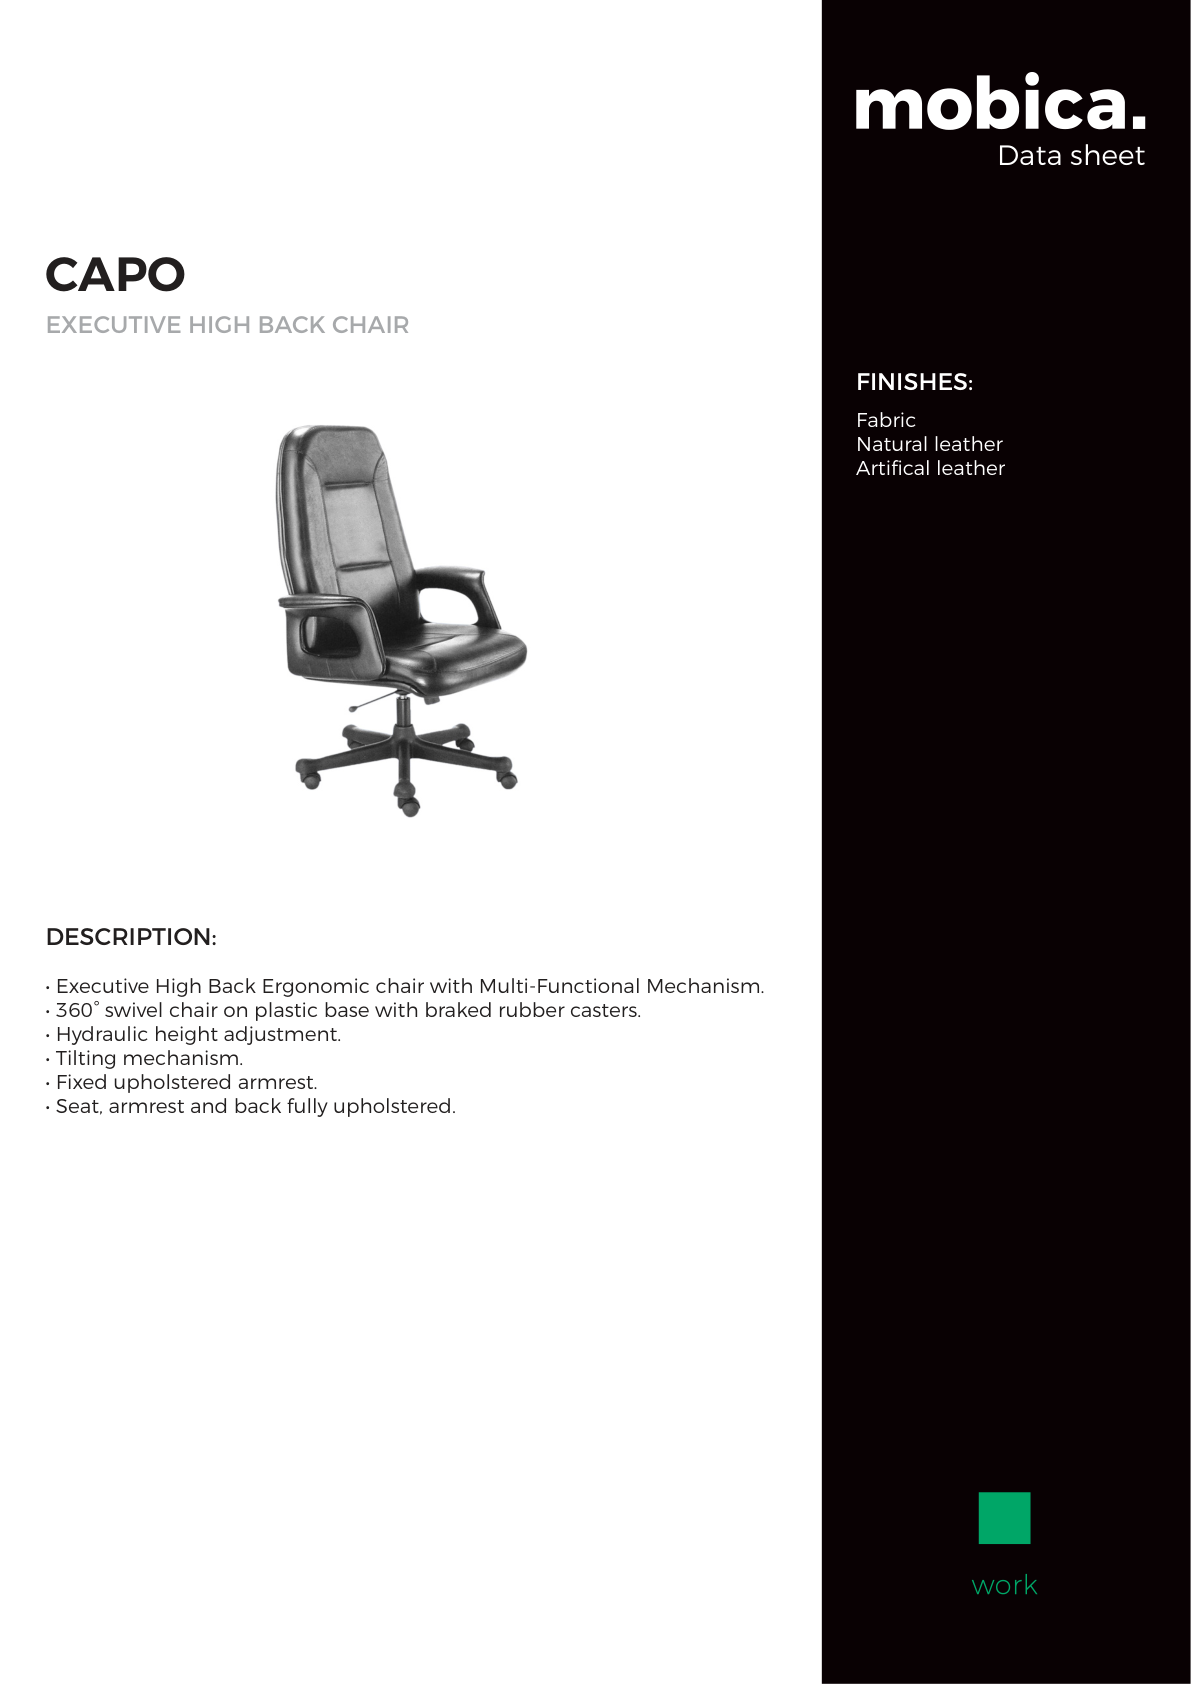 mobica.
Data sheet
CAPO
EXECUTIVE HIGH BACK CHAIR
FINISHES:
Fabric
Natural leather
Artifical leather
DESCRIPTION:
• Executive High Back Ergonomic chair with Multi-Functional Mechanism.
• 360° swivel chair on plastic base with braked rubber casters.
• Hydraulic height adjustment.
• Tilting mechanism.
• Fixed upholstered armrest.
• Seat, armrest and back fully upholstered.
work